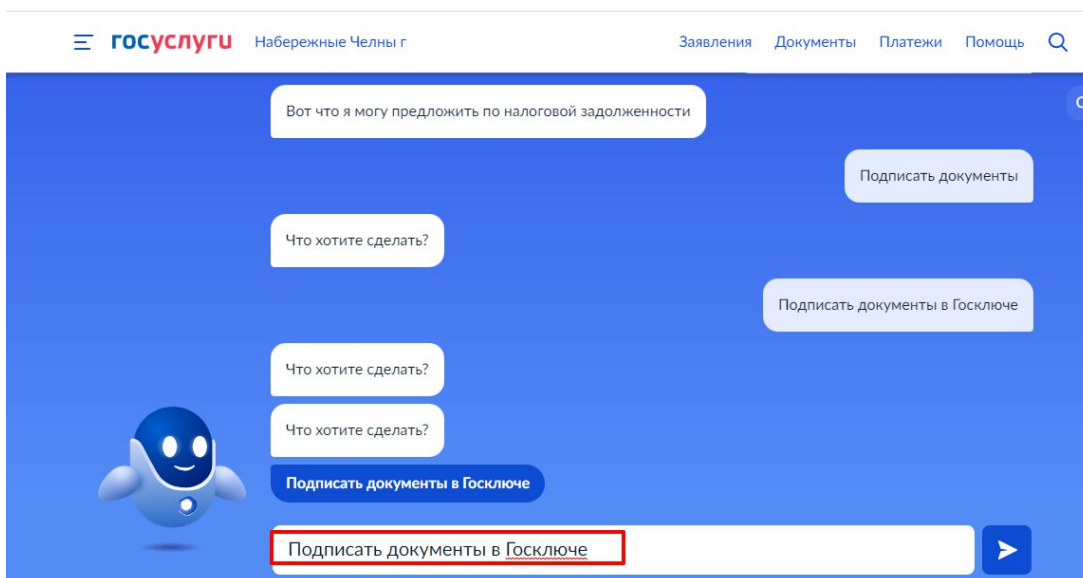 госуслуги Набережные Челны г Заявления Документы Платежи Помощь
Вот что я могу предложить по налоговой задолженности
Подписать документы
Что хотите сделать?
Подписать документы в Госключе
Что хотите сделать?
Что хотите сделать?
Подписать документы в Госключе
Подписать документы в Госключе